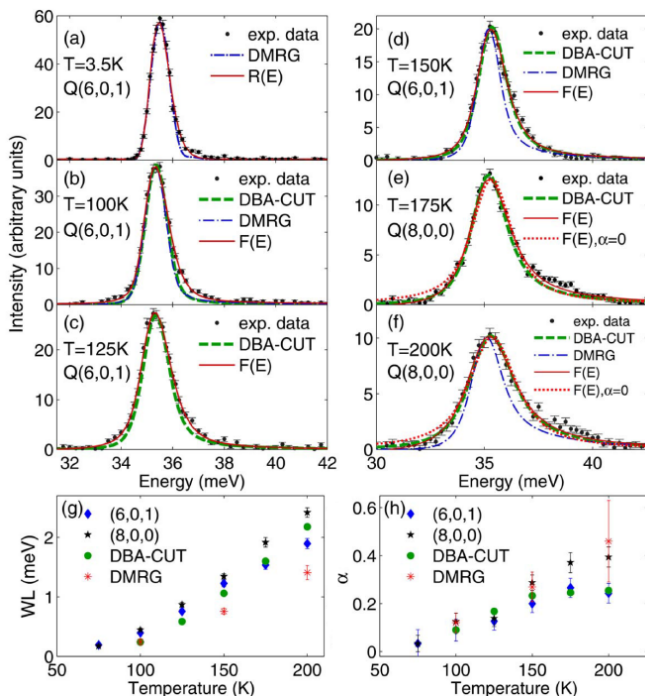 (a)
T=3.5K
Q(6,0,1)
exp. data
DMRG
R(E)
60
40
20
0
(b)
T=100K
Q(6,0,1)
exp. data
DBA-CUT
DMRG
F(E)
30
20
10
0
(c)
T=125K
Q(6,0,1)
exp. data
DBA-CUT
F(E)
20
10
0
32 34 36 38 40 42
Energy (meV)
Intensity (arbitrary units)
(d)
T=150K
Q(6,0,1)
exp. data
DBA-CUT
DMRG
F(E)
20
15
10
5
0
(e)
T=175K
Q(8,0,0)
exp. data
DBA-CUT
F(E)
F(E),α=0
10
5
0
(f)
T=200K
Q(8,0,0)
exp. data
DBA-CUT
DMRG
F(E)
F(E),α=0
10
5
0
30 35 40
Energy (meV)
(g)
(6,0,1)
(8,0,0)
DBA-CUT
DMRG
WL (meV)
2
1
0
50 100 150 200
Temperature (K)
(h)
(6,0,1)
(8,0,0)
DBA-CUT
DMRG
α
0.6
0.4
0.2
0
50 100 150 200
Temperature (K)